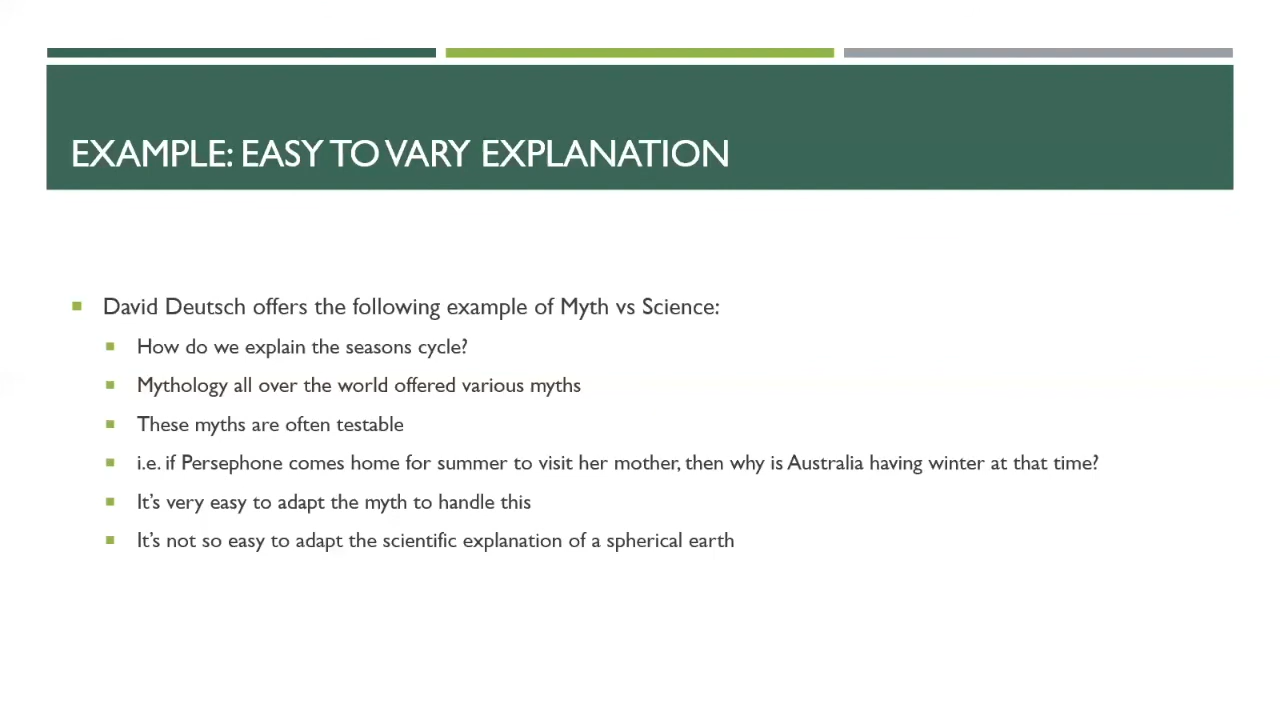 EXAMPLE: EASY TO VARY EXPLANATION
David Deutsch offers the following example of Myth vs Science:
How do we explain the seasons cycle?
Mythology all over the world offered various myths
These myths are often testable
i.e. if Persephone comes home for summer to visit her mother, then why is Australia having winter at that time?
It’s very easy to adapt the myth to handle this
It’s not so easy to adapt the scientific explanation of a spherical earth